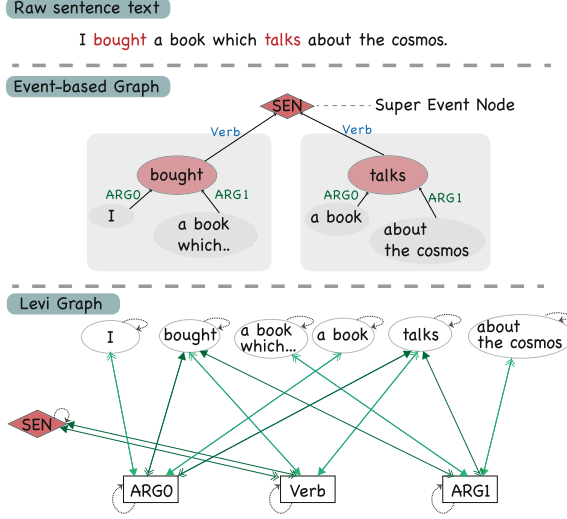 Raw sentence text
I bought a book which talks about the cosmos.
Event-based Graph
SEN
Super Event Node
Verb
Verb
bought
talks
ARG0
ARG1
ARG0
ARG1
I
a book
which..
a book
about
the cosmos
Levi Graph
I
bought
a book
which...
a book
talks
about
the cosmos
SEN
ARG0
Verb
ARG1